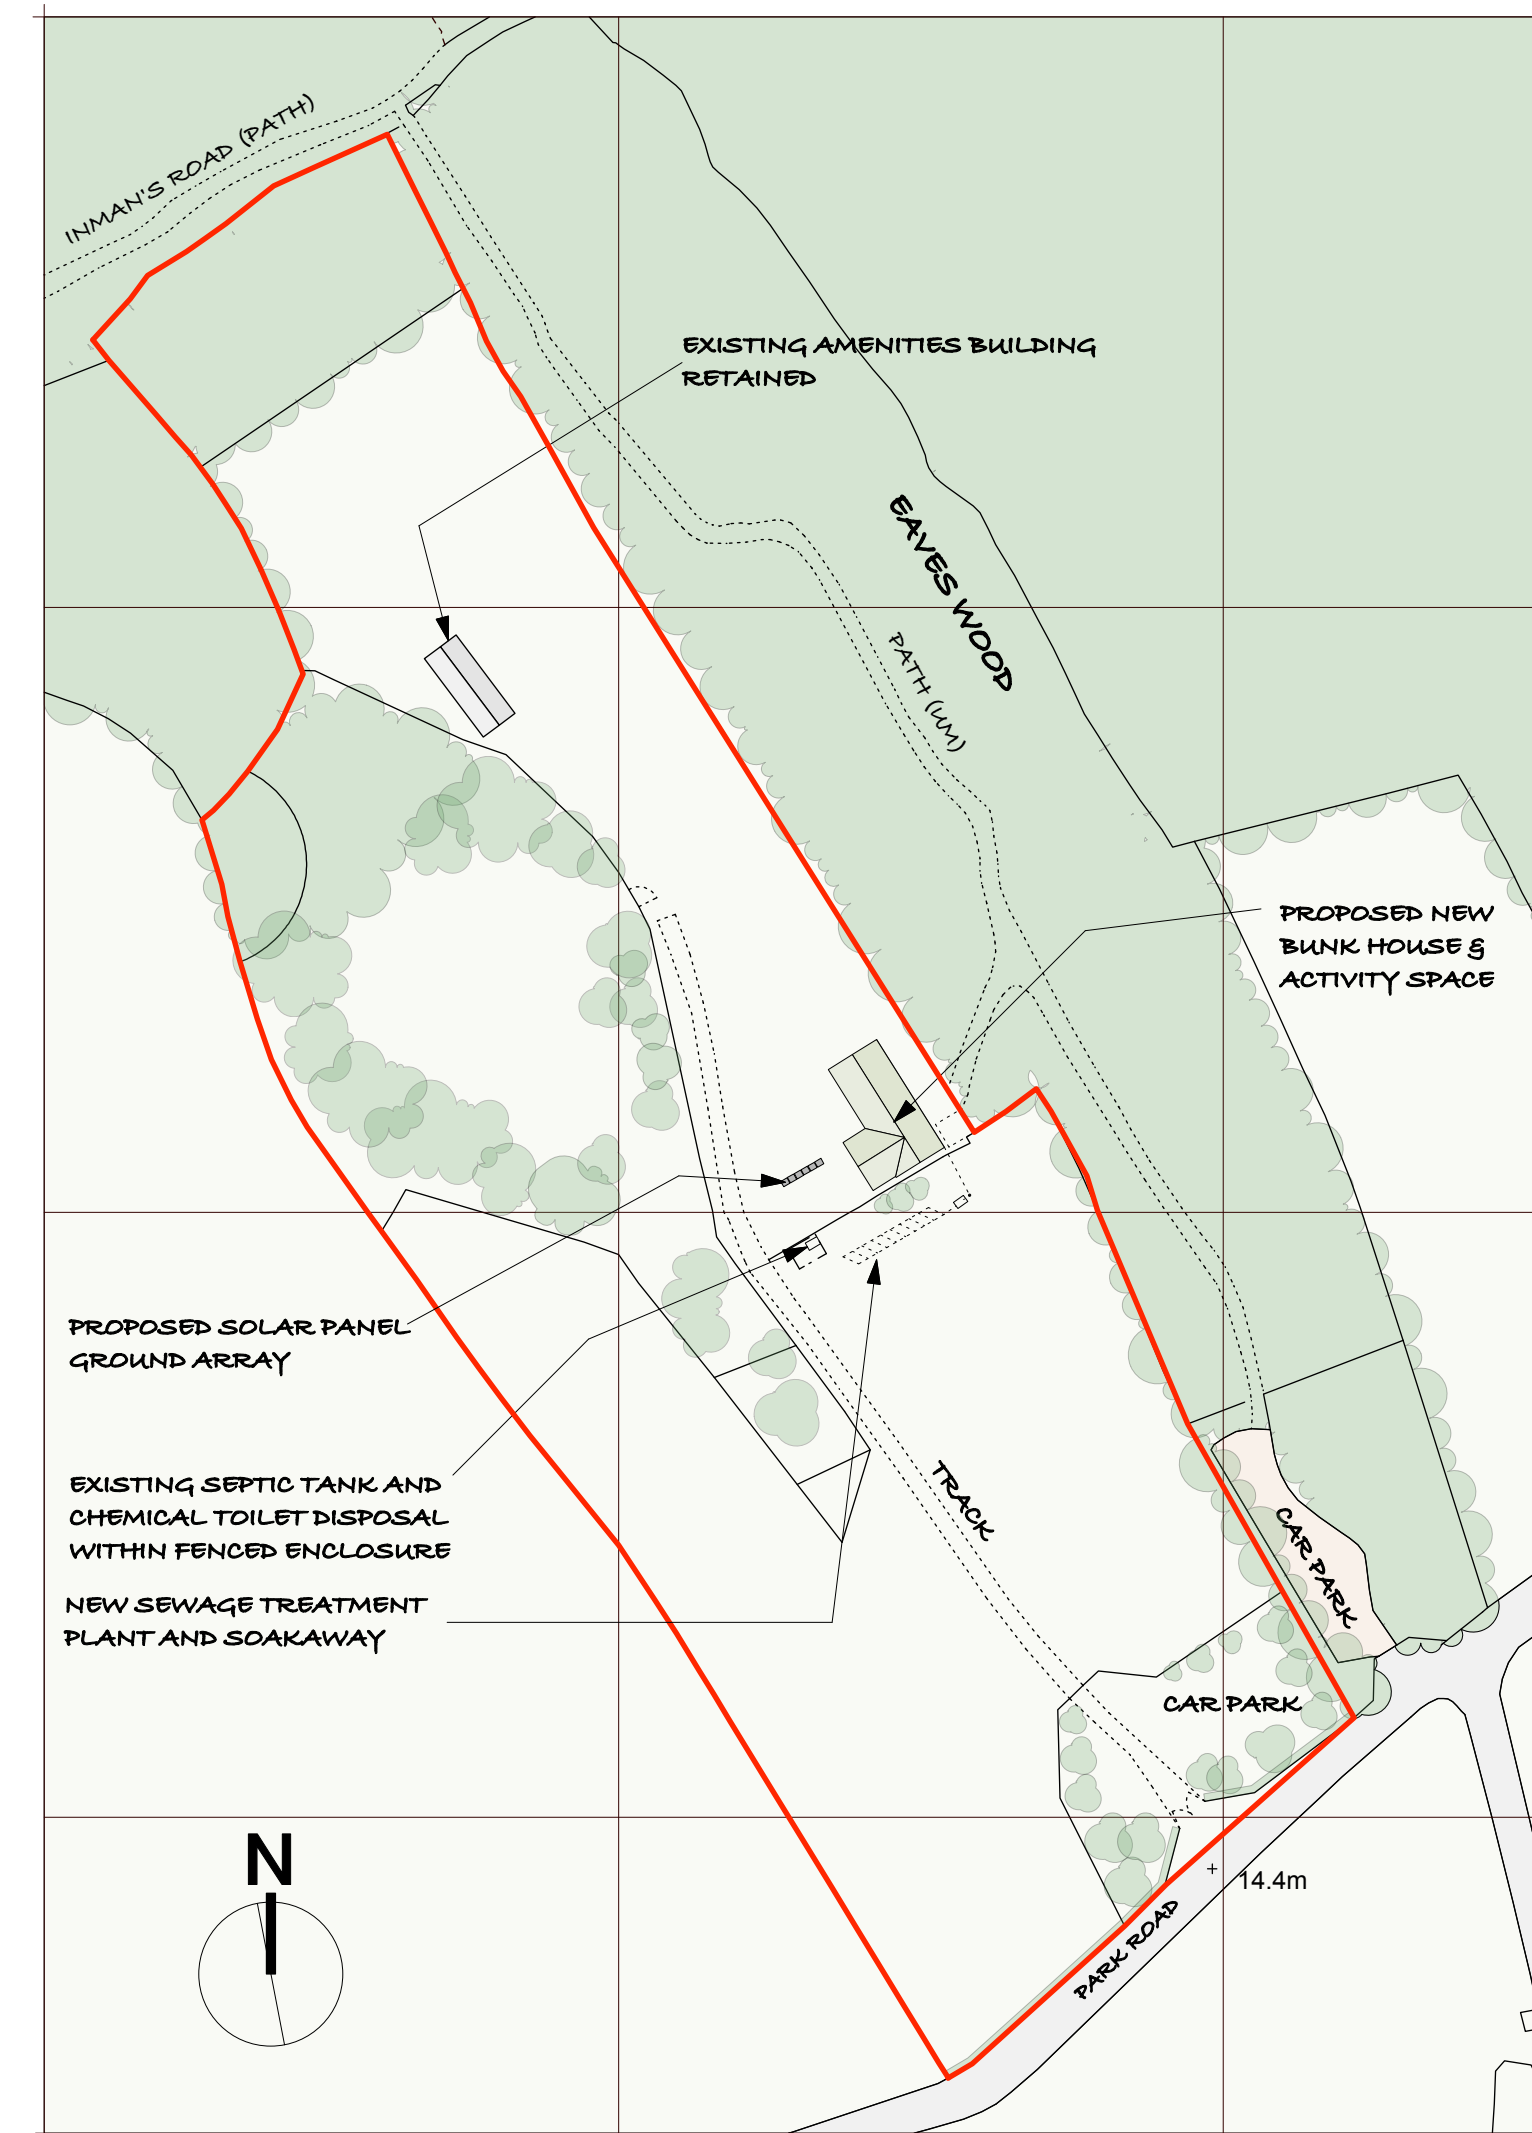 INMAN'S ROAD (PATH)
EXISTING AMENITIES BUILDING
RETAINED
EAVES WOOD
PATH (UM)
PROPOSED NEW
BUNK HOUSE &
ACTIVITY SPACE
PROPOSED SOLAR PANEL
GROUND ARRAY
EXISTING SEPTIC TANK AND
CHEMICAL TOILET DISPOSAL
WITHIN FENCED ENCLOSURE
NEW SEWAGE TREATMENT
PLANT AND SOAKAWAY
TRACK
CAR PARK
CAR PARK
N
14.4m
PARK ROAD